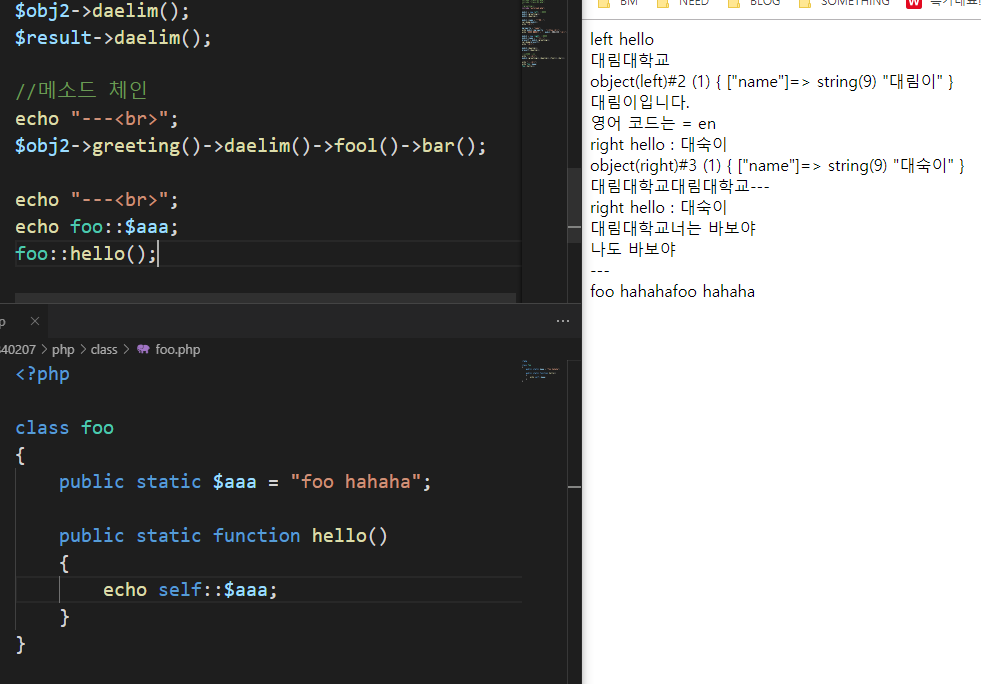 $obj2->daelim();
$result->daelim();
//메소드 체인
echo "---<br>";
$obj2->greeting()->daelim()->fool()->bar();
echo "---<br>";
echo foo::$aaa;
foo::hello();
p ×
40207 > php > class > foo.php
<?php
class foo
{
public static $aaa = "foo hahaha";
public static function hello()
{
echo self::$aaa;
}
}
BM NEED BLOG SOMETHING
left hello
대림대학교
object(left)#2 (1) { ["name"]=> string(9) "대림이" }
대림이입니다.
영어 코드는 = en
right hello : 대숙이
object(right)#3 (1) { ["name"]=> string(9) "대숙이" }
대림대학교대림대학교---
right hello : 대숙이
대림대학교너는 바보야
나도 바보야
---
foo hahahafoo hahaha